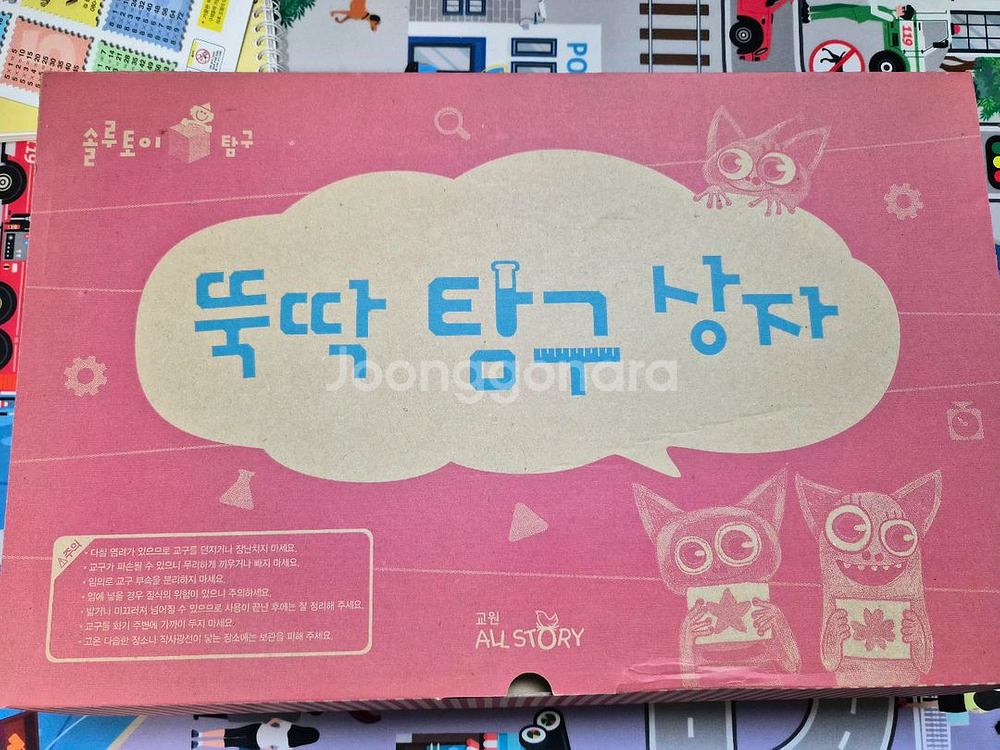 솔루토이 탐구
뚝딱 탐구 상자
Joonggonara
⚠주의
• 다칠 염려가 있으므로 교구를 던지거나 장난치지 마세요.
• 교구가 파손될 수 있으니 무리하게 끼우거나 빼지 마세요.
• 임의로 교구 부속을 분리하지 마세요.
• 입에 넣을 경우 질식의 위험이 있으니 주의하세요.
• 밟거나 미끄러져 넘어질 수 있으므로 사용이 끝난 후에는 잘 정리해 주세요.
• 교구를 화기 주변에 가까이 두지 마세요.
• 고온 다습한 장소나 직사광선이 닿는 장소에는 보관을 피해 주세요.
교원
ALL STORY
PO
119
119